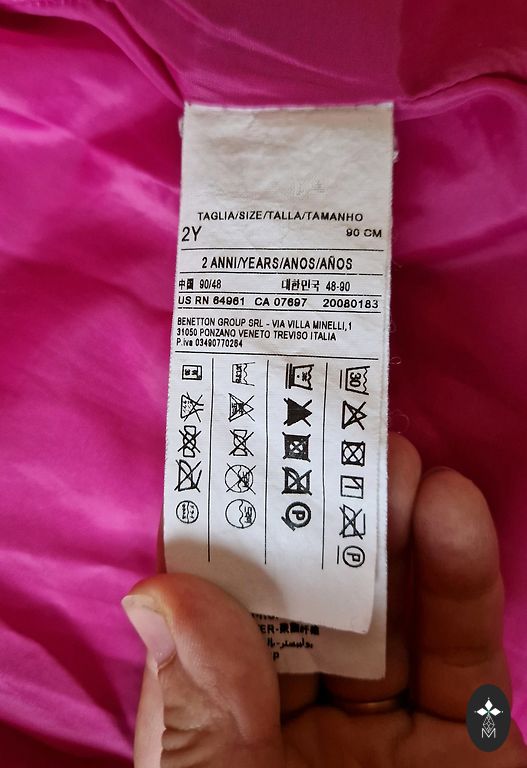 TAGLIA/SIZE/TALLA/TAMANHO
2Y 90 CM
2 ANNI/YEARS/ANOS/AÑOS
中国 90/48 대한민국 48-90
US RN 64961 CA 07697 20080183
BENETTON GROUP SRL - VIA VILLA MINELLI,1
31050 PONZANO VENETO TREVISO ITALIA
P.iva 03490770264
30
P
P
M